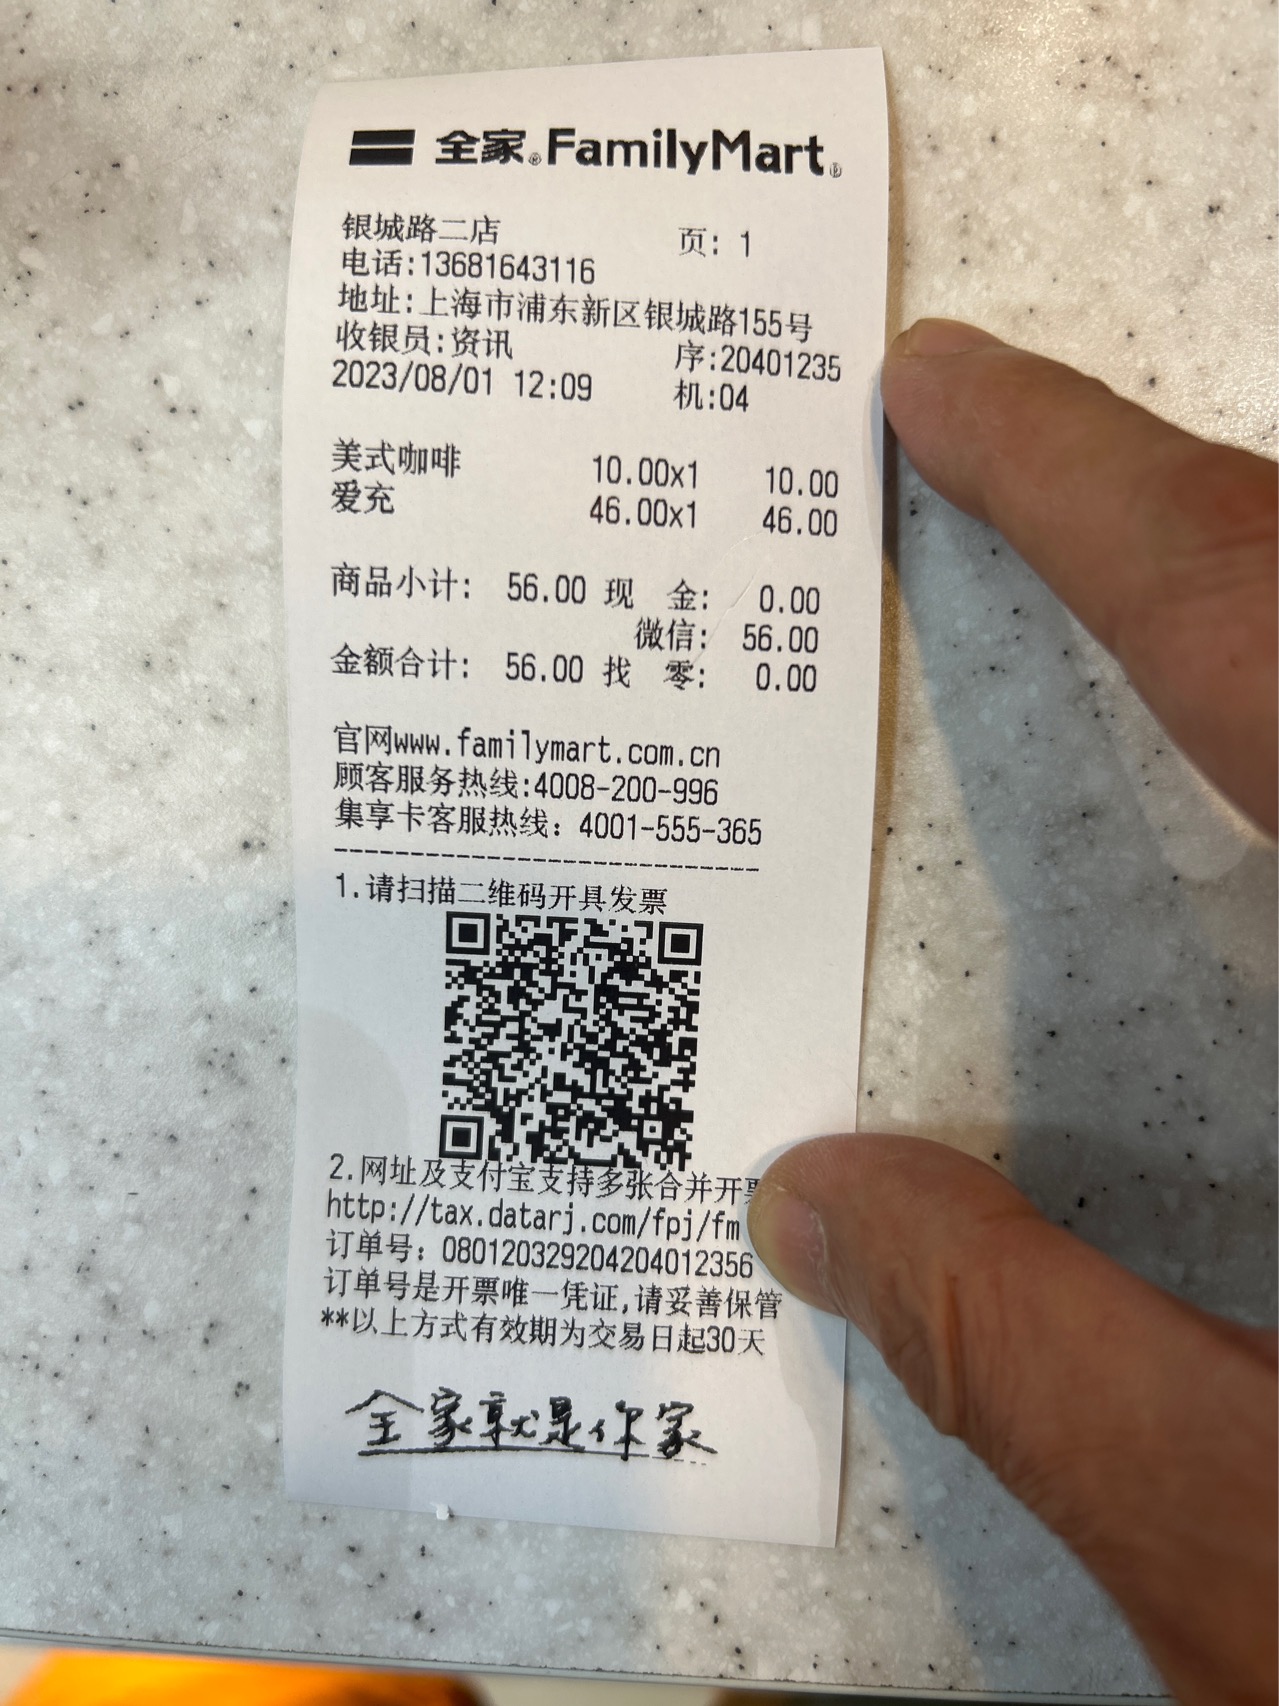 全家®FamilyMart®
银城路二店 页: 1
电话:13681643116
地址:上海市浦东新区银城路155号
收银员:资讯 序:20401235
2023/08/01 12:09 机:04
美式咖啡 10.00x1 10.00
爱充 46.00x1 46.00
商品小计: 56.00 现 金: 0.00
微信: 56.00
金额合计: 56.00 找 零: 0.00
官网www.familymart.com.cn
顾客服务热线:4008-200-996
集享卡客服热线: 4001-555-365
1.请扫描二维码开具发票
2.网址及支付宝支持多张合并开票
http://tax.datarj.com/fpj/fm
订单号: 080120329204204012356
订单号是开票唯一凭证,请妥善保管
**以上方式有效期为交易日起30天
全家就是你家